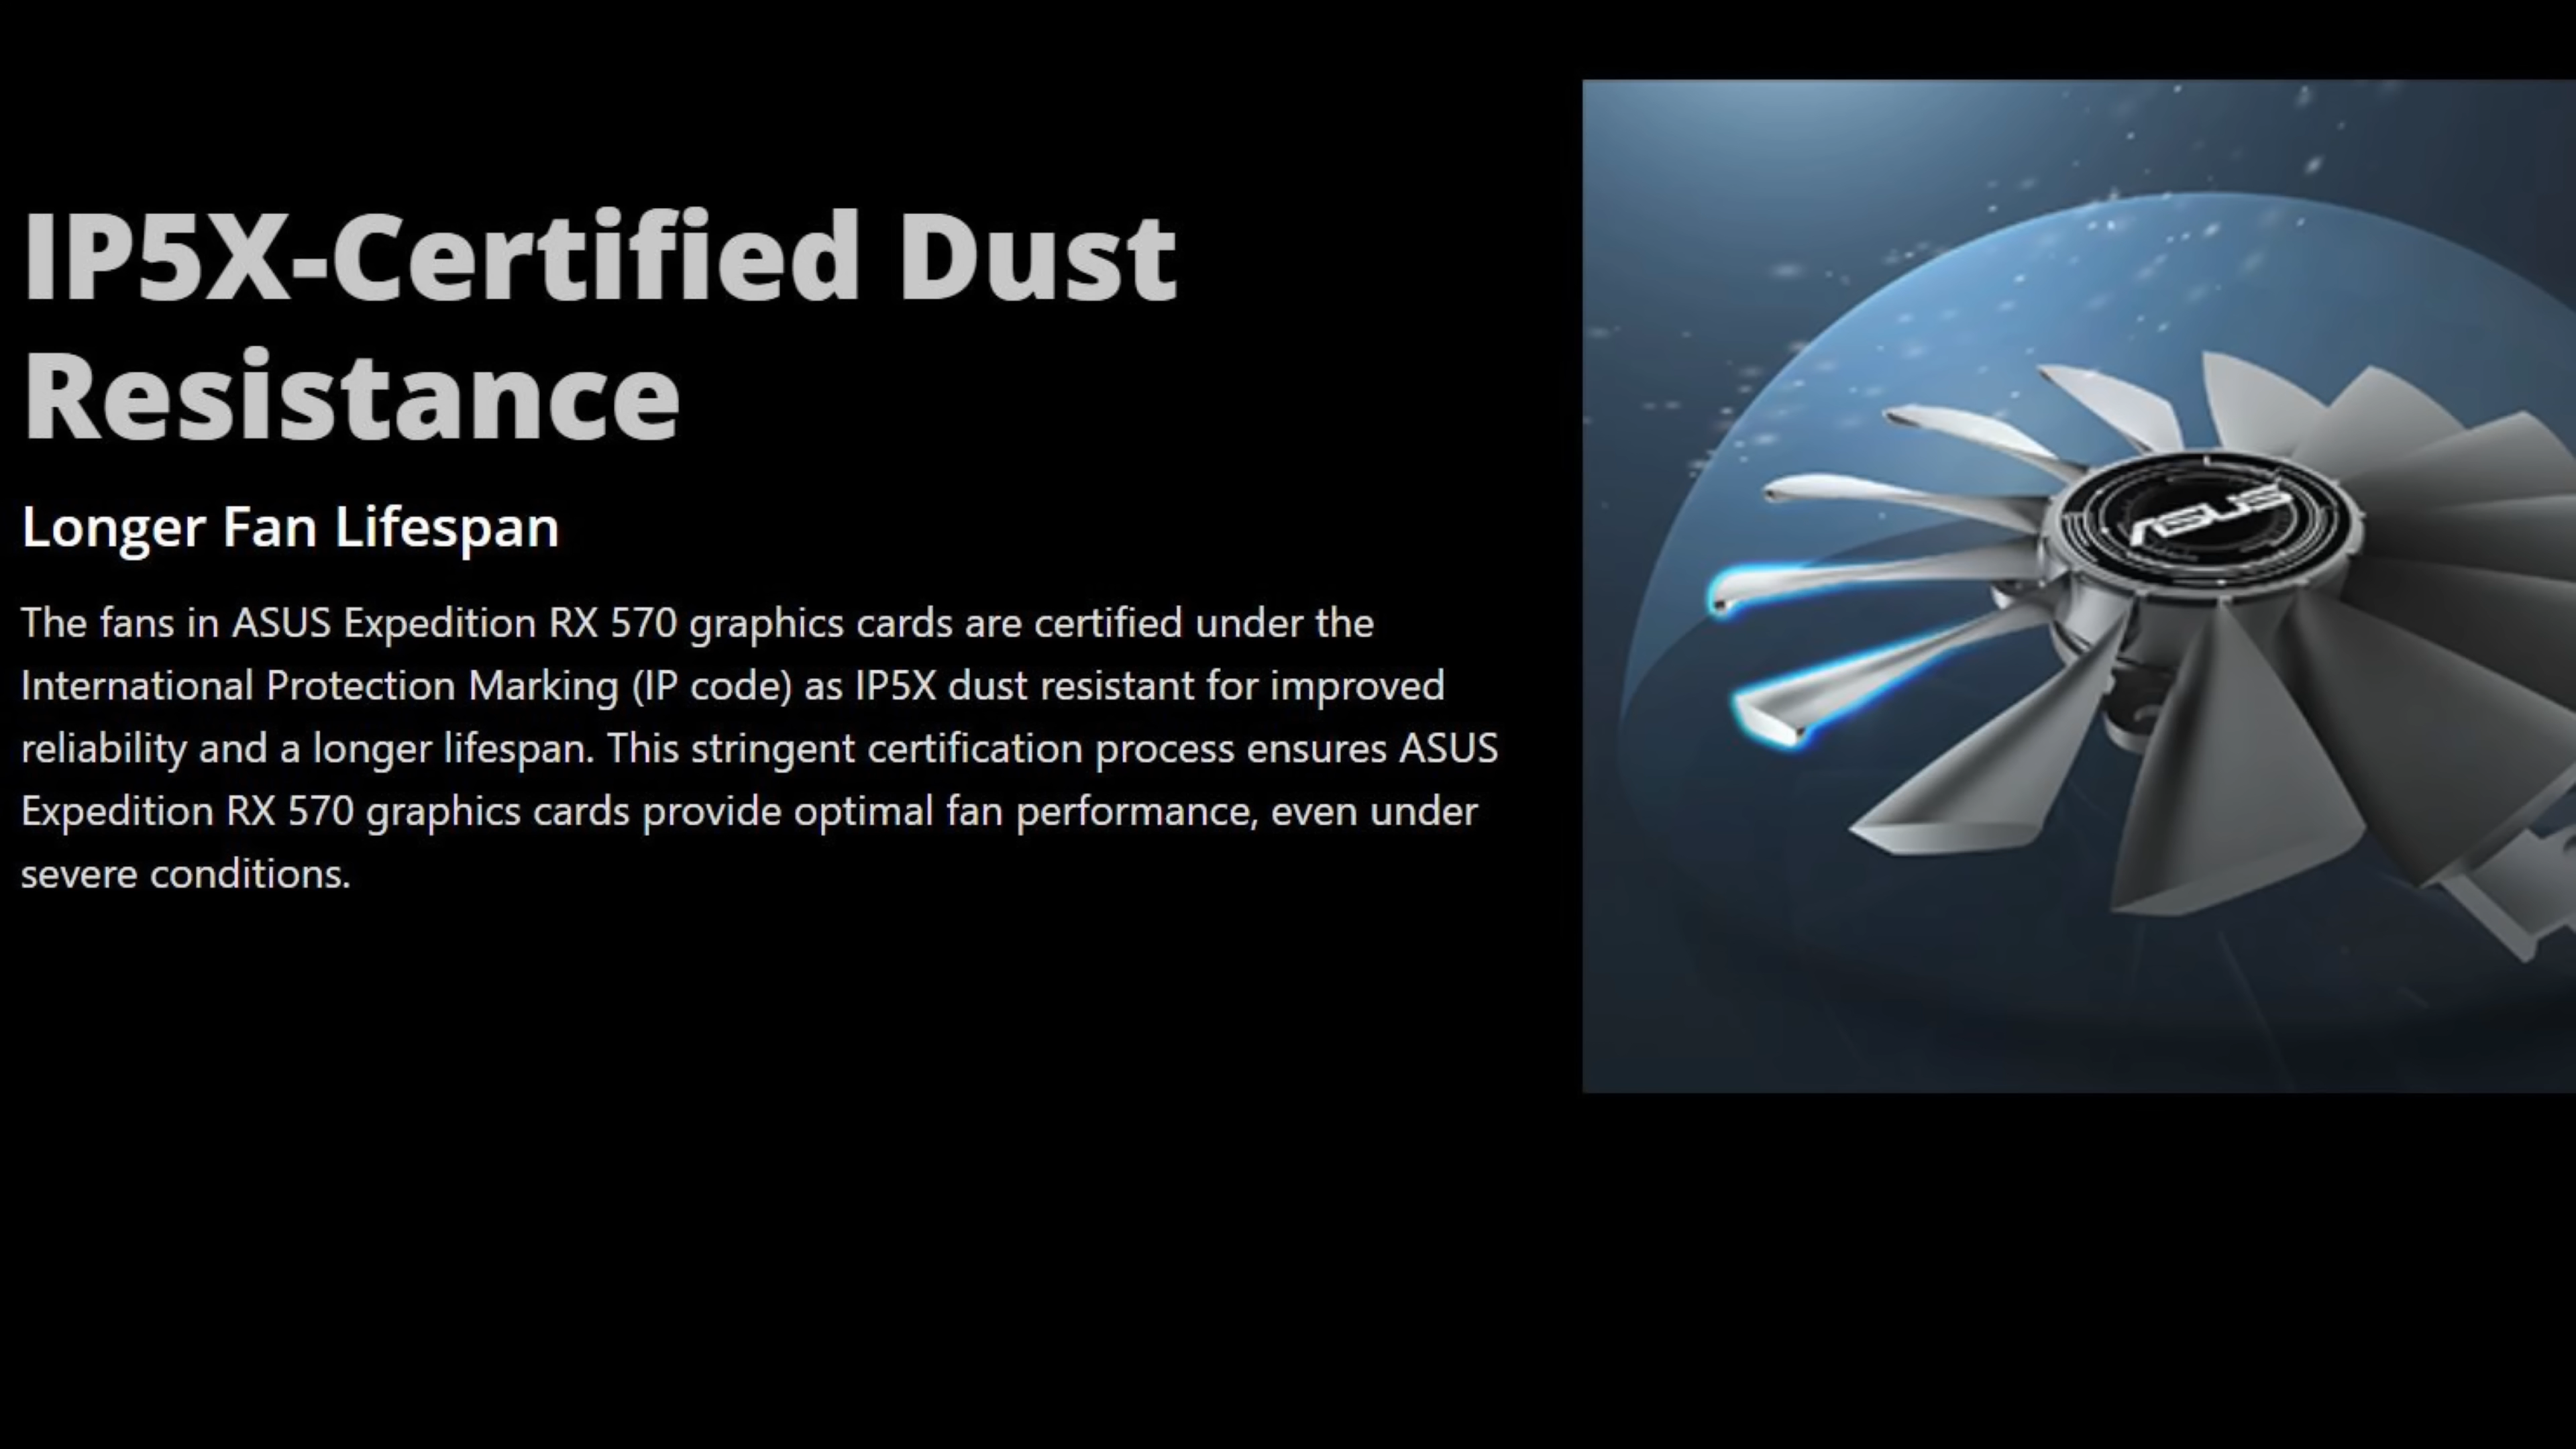 IP5X-Certified Dust
Resistance
Longer Fan Lifespan
The fans in ASUS Expedition RX 570 graphics cards are certified under the
International Protection Marking (IP code) as IP5X dust resistant for improved
reliability and a longer lifespan. This stringent certification process ensures ASUS
Expedition RX 570 graphics cards provide optimal fan performance, even under
severe conditions.
ASUS